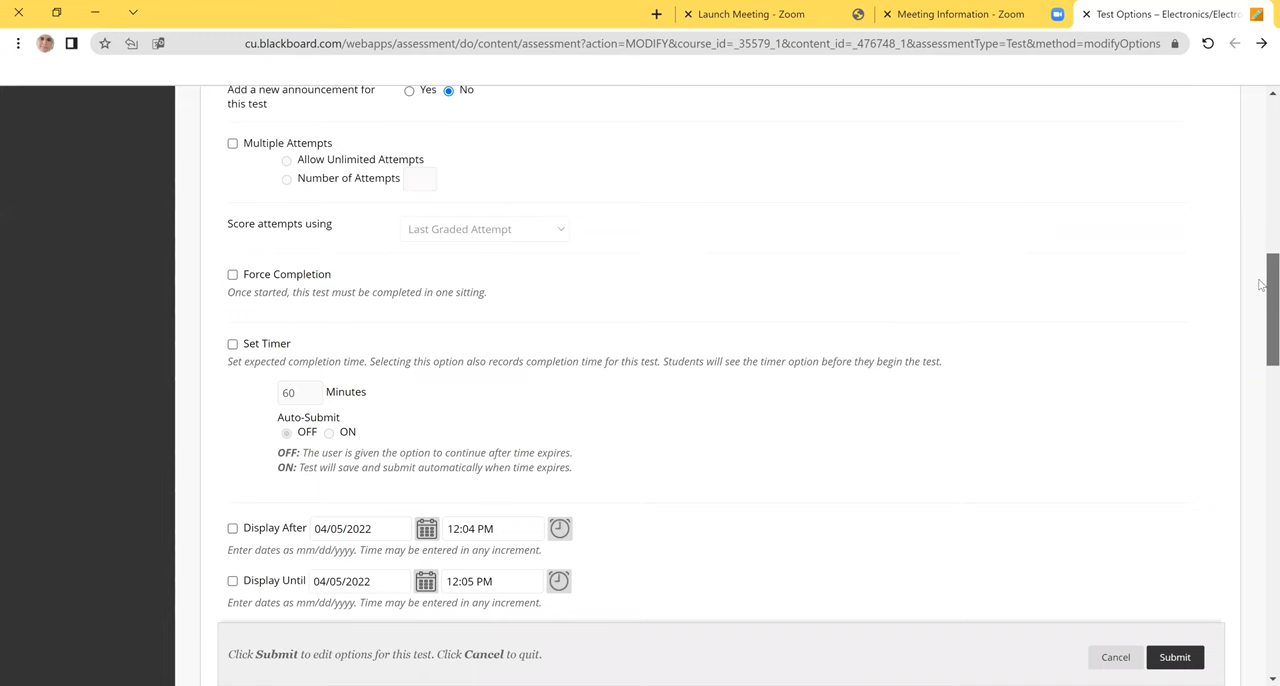 Launch Meeting - Zoom
Meeting Information - Zoom
Test Options – Electronics/Electro
cu.blackboard.com/webapps/assessment/do/content/assessment?action=MODIFY&course_id=_35579_1&content_id=_476748_1&assessmentType=Test&method=modifyOptions
Add a new announcement for this test
Yes No
Multiple Attempts
Allow Unlimited Attempts
Number of Attempts
Score attempts using Last Graded Attempt
Force Completion
Once started, this test must be completed in one sitting.
Set Timer
Set expected completion time. Selecting this option also records completion time for this test. Students will see the timer option before they begin the test.
60 Minutes
Auto-Submit
OFF ON
OFF: The user is given the option to continue after time expires.
ON: Test will save and submit automatically when time expires.
Display After 04/05/2022 12:04 PM
Enter dates as mm/dd/yyyy. Time may be entered in any increment.
Display Until 04/05/2022 12:05 PM
Enter dates as mm/dd/yyyy. Time may be entered in any increment.
Click Submit to edit options for this test. Click Cancel to quit.
Cancel Submit